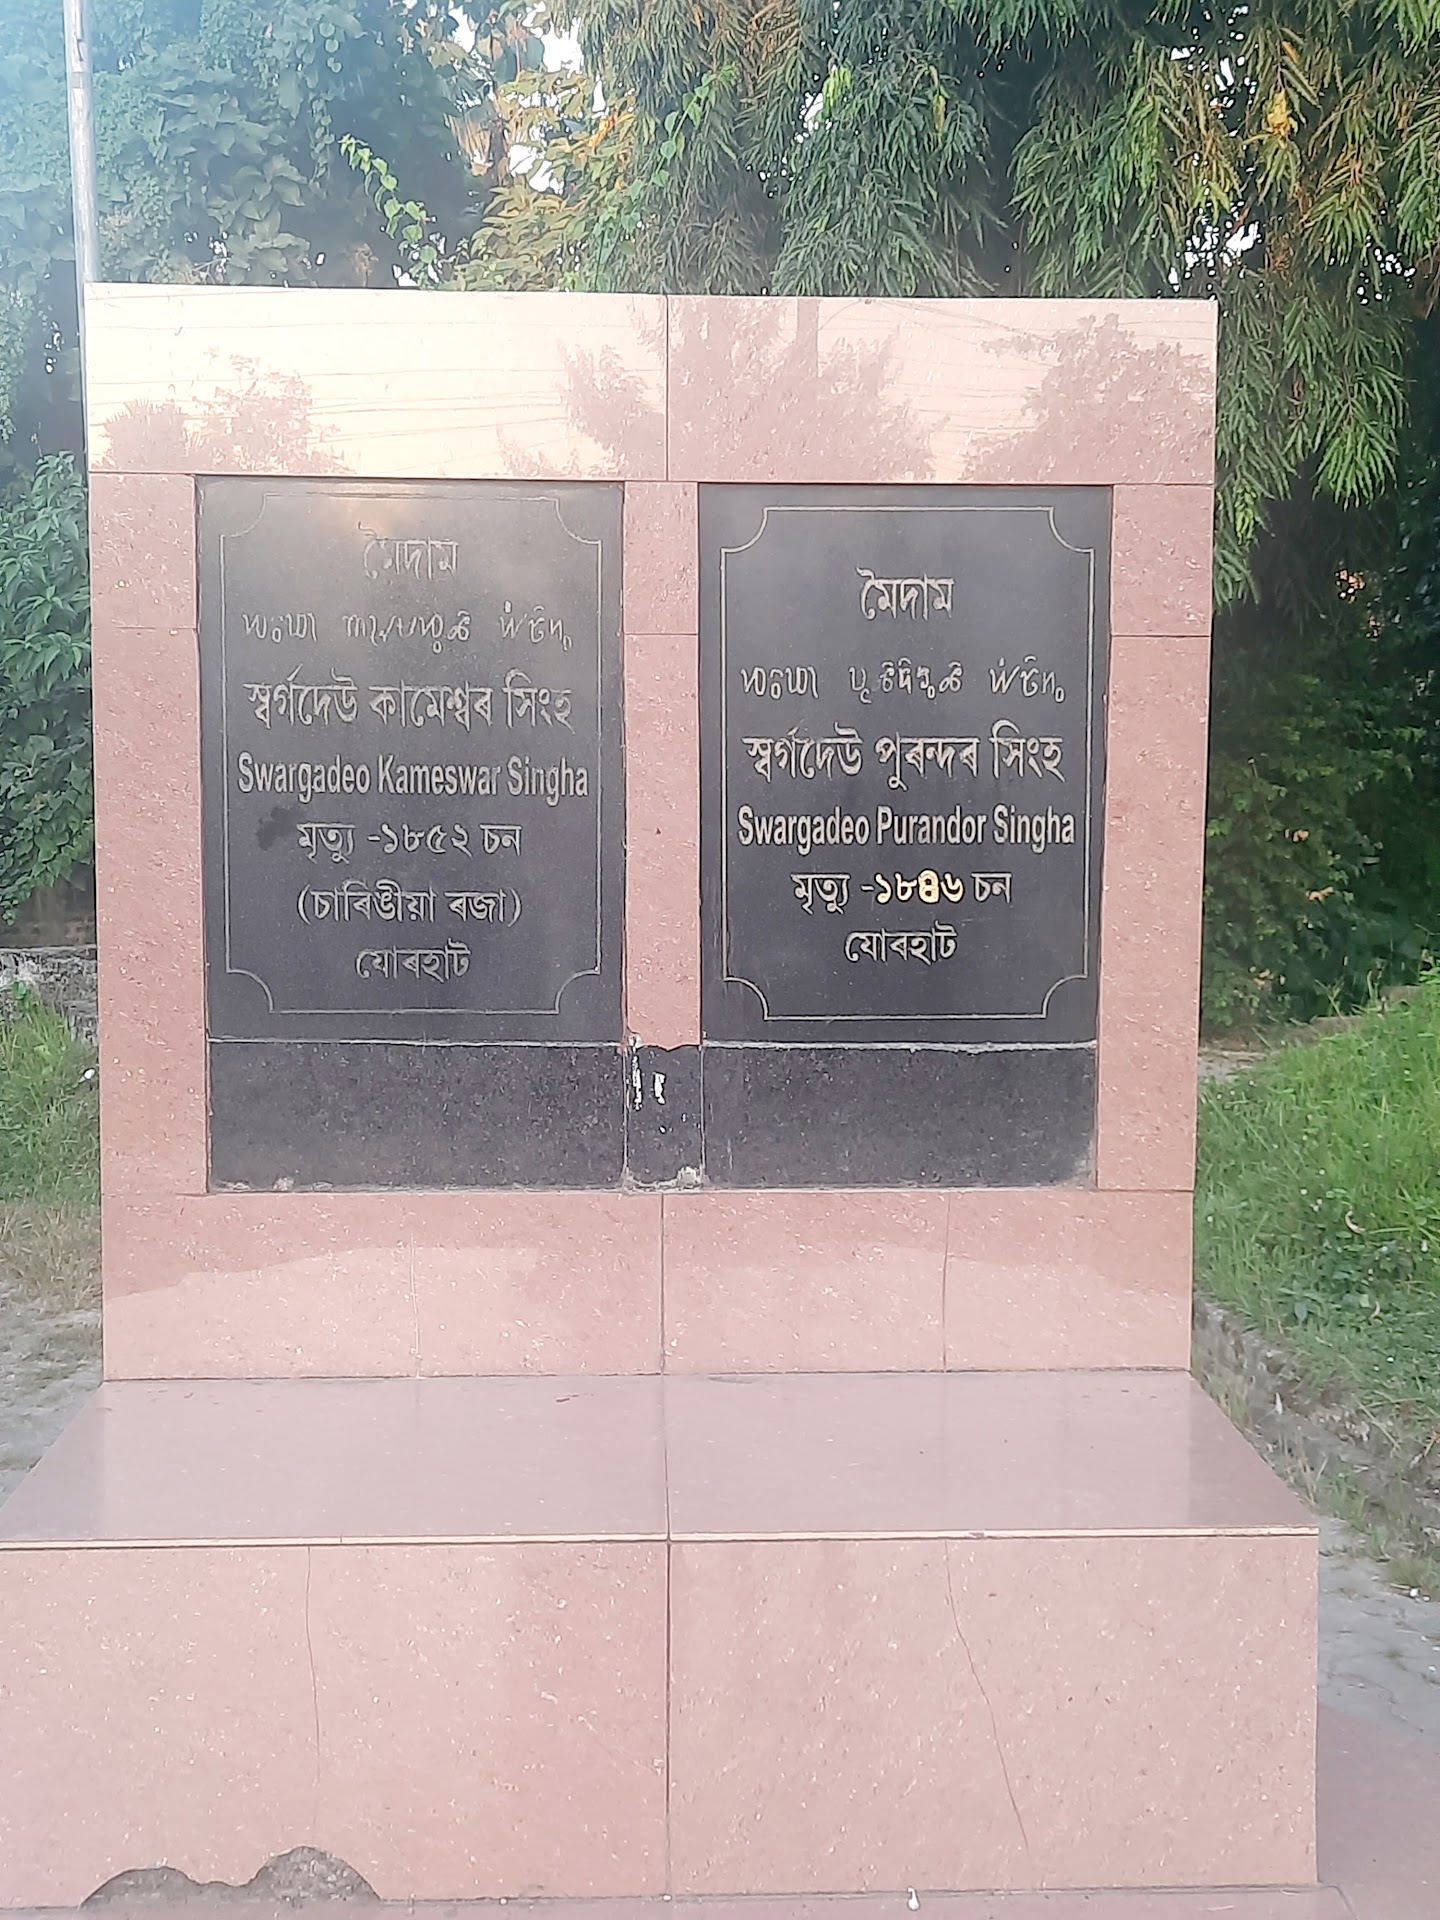 মৈদাম
স্বৰ্গদেউ কামেশ্বৰ সিংহ
Swargadeo Kameswar Singha
মৃত্যু -১৮৫২ চন
(চাৰিঙীয়া ৰজা)
যোৰহাট
মৈদাম
স্বৰ্গদেউ পুৰন্দৰ সিংহ
Swargadeo Purandor Singha
মৃত্যু -১৮৪৬ চন
যোৰহাট